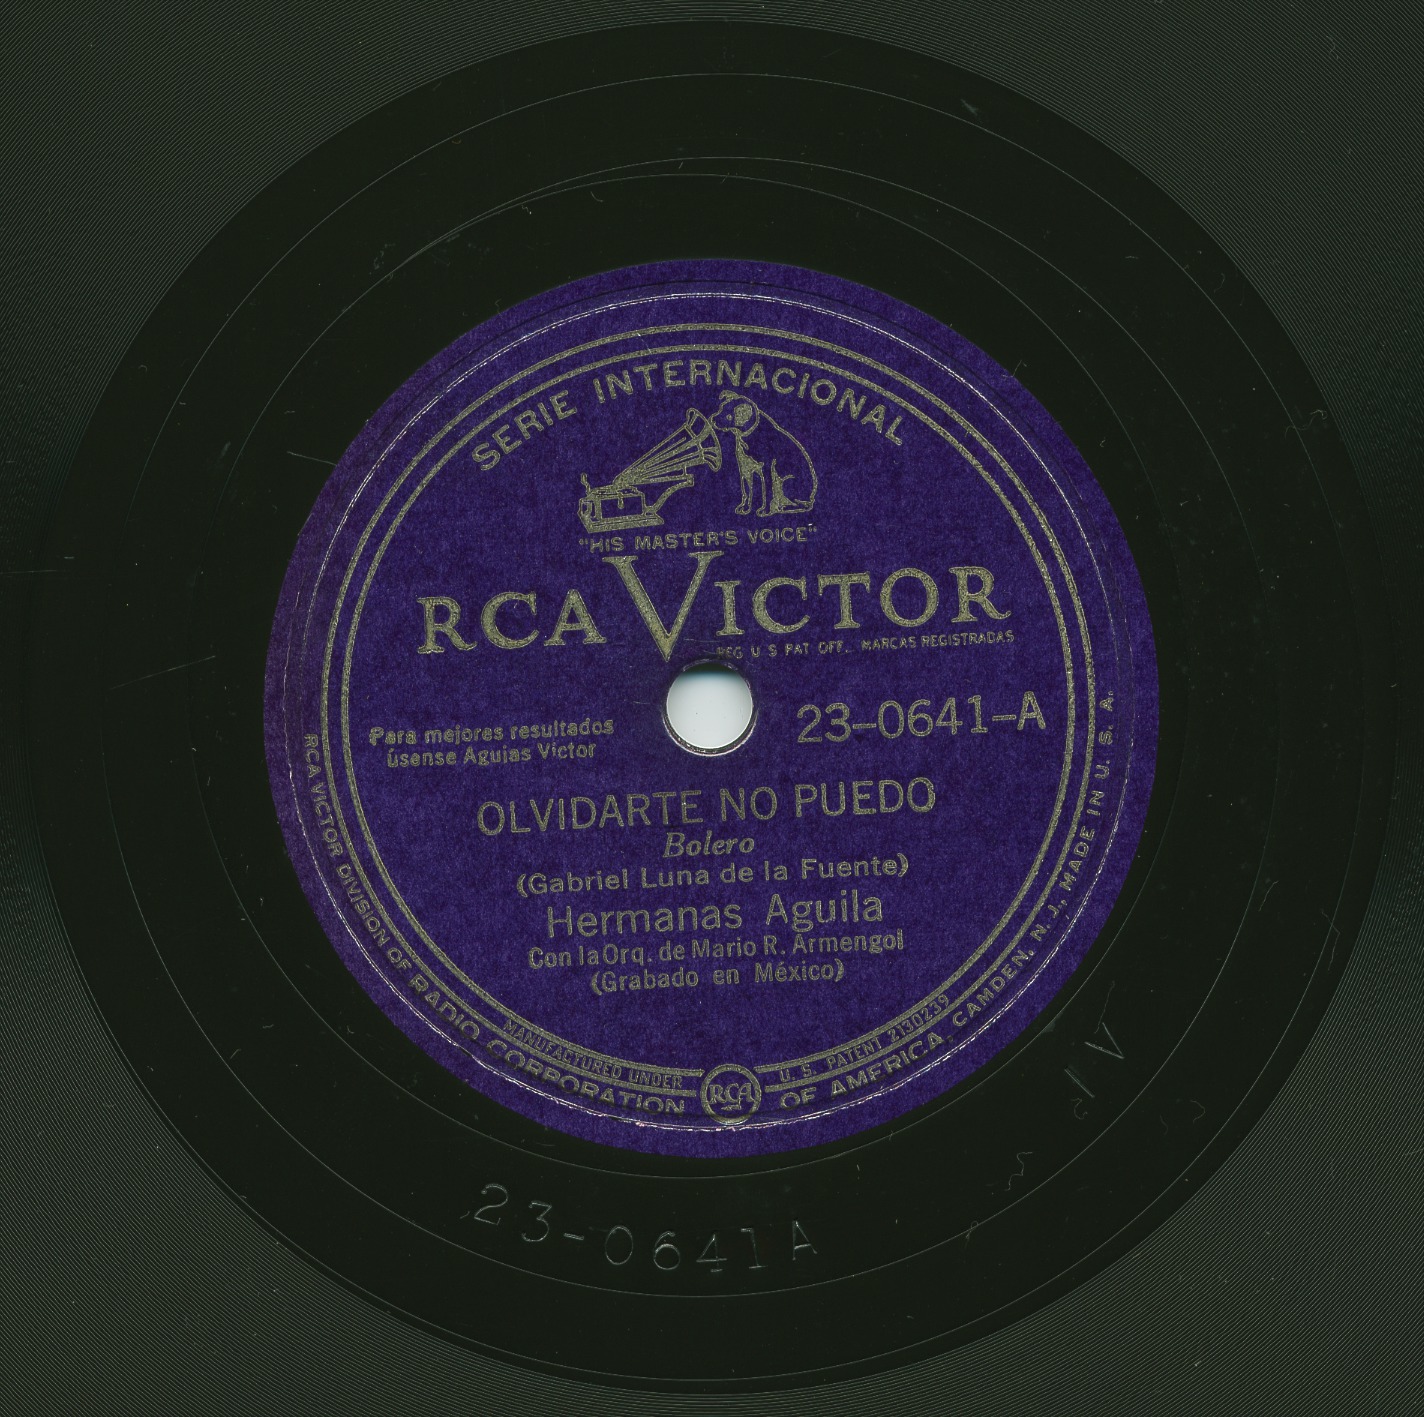 SERIE INTERNACIONAL
"HIS MASTER'S VOICE"
RCA VICTOR
REG U S PAT OFF. MARCAS REGISTRADAS
23-0641-A
Para mejores resultados
úsense Agujas Victor
OLVIDARTE NO PUEDO
Bolero
(Gabriel Luna de la Fuente)
Hermanas Aguila
Con la Orq. de Mario R. Armengol
(Grabado en México)
MANUFACTURED UNDER U. S. PATENT 2130239
RCA
RCA VICTOR DIVISION OF RADIO CORPORATION OF AMERICA, CAMDEN, N. J., MADE IN U. S. A.
23-0641A